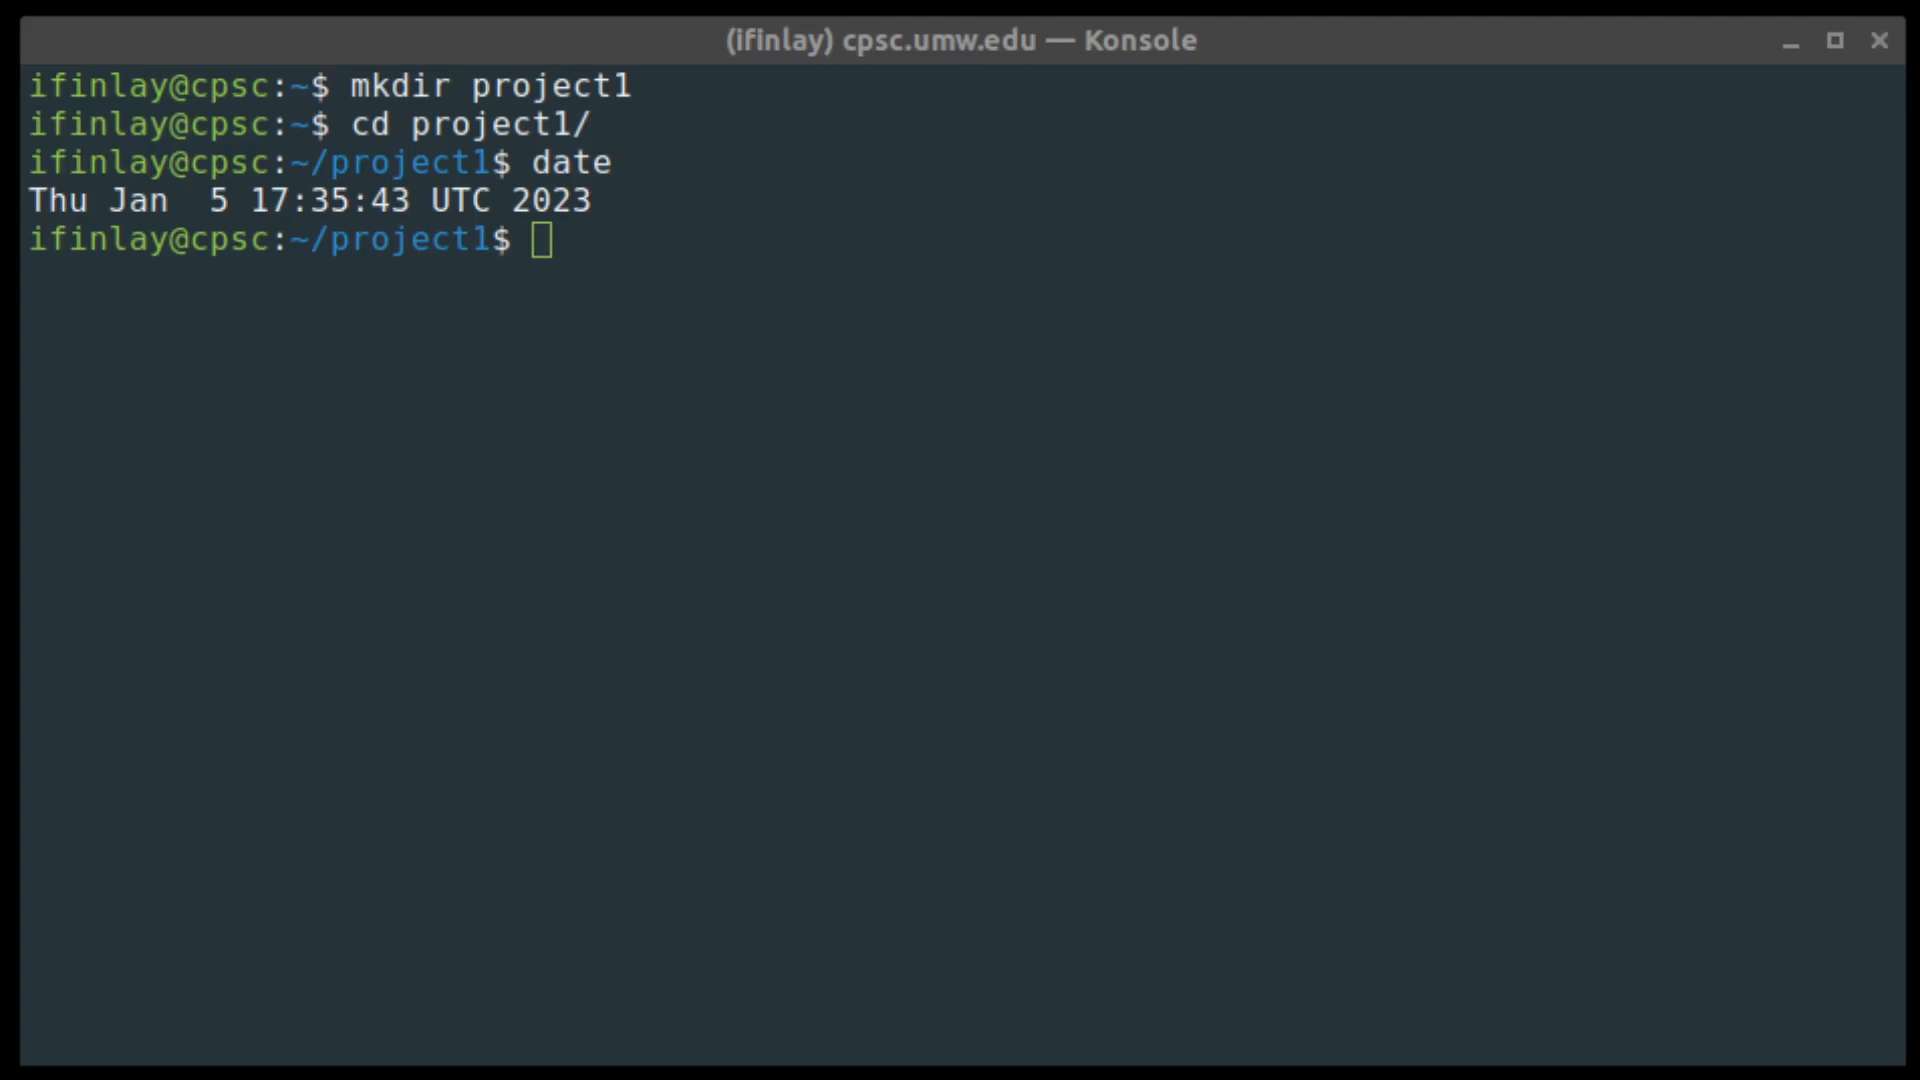 (ifinlay) cpsc.umw.edu — Konsole
ifinlay@cpsc:~$ mkdir project1
ifinlay@cpsc:~$ cd project1/
ifinlay@cpsc:~/project1$ date
Thu Jan  5 17:35:43 UTC 2023
ifinlay@cpsc:~/project1$